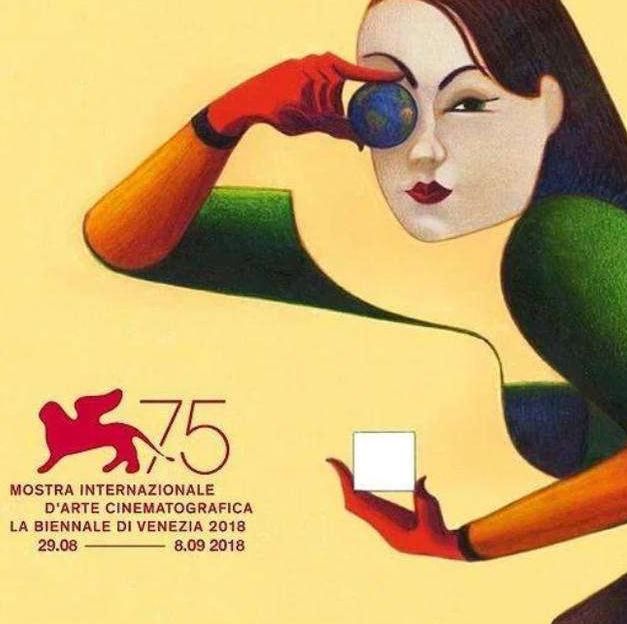 75
MOSTRA INTERNAZIONALE
D'ARTE CINEMATOGRAFICA
LA BIENNALE DI VENEZIA 2018
29.08 — 8.09 2018